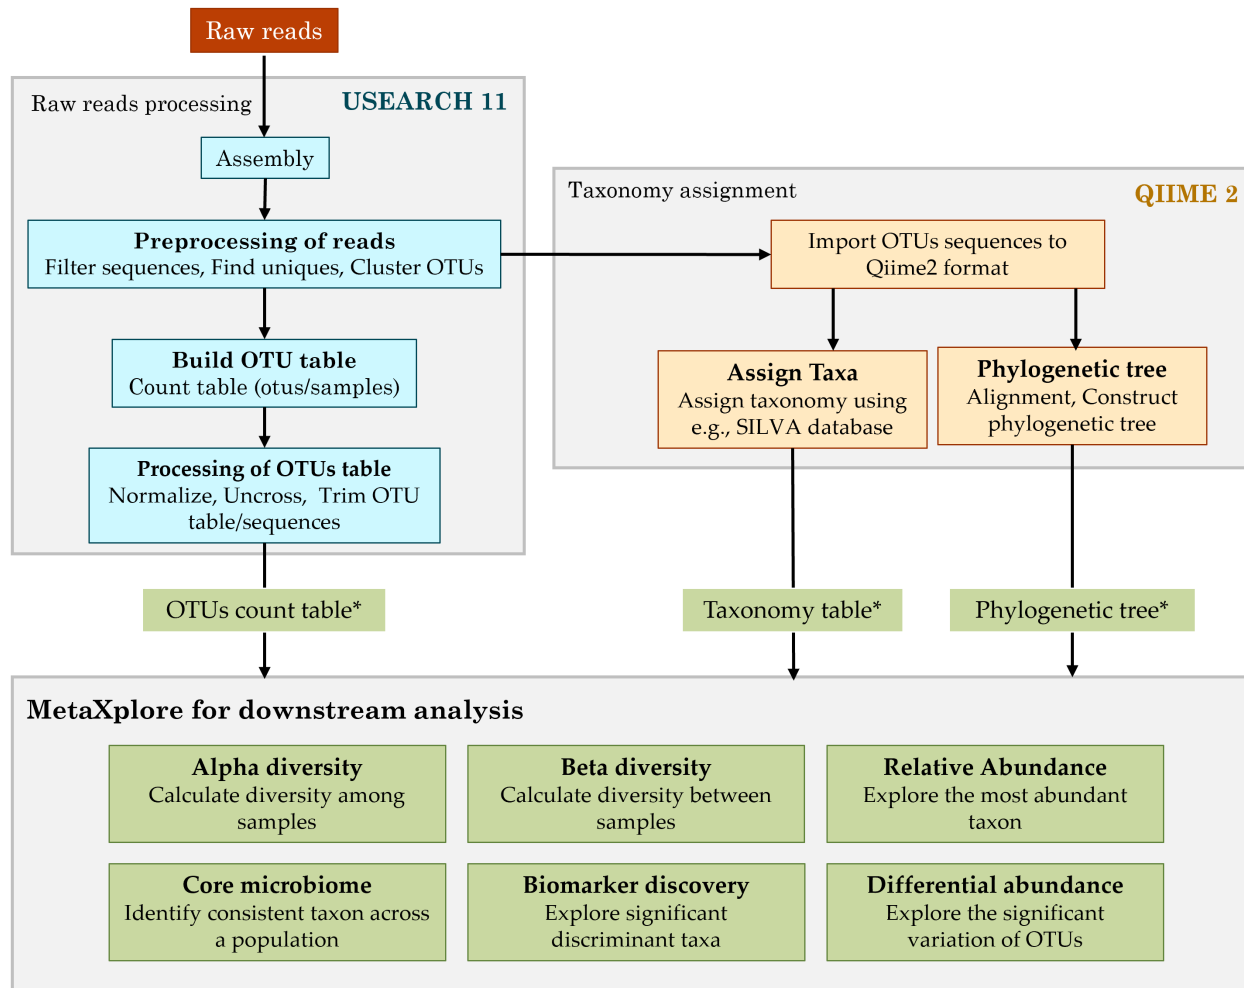 Raw reads
Raw reads processing
USEARCH 11
Assembly
Preprocessing of reads
Filter sequences, Find uniques, Cluster OTUs
Build OTU table
Count table (otus/samples)
Processing of OTUs table
Normalize, Uncross, Trim OTU
table/sequences
Taxonomy assignment
QIIME 2
Import OTUs sequences to
Qiime2 format
Assign Taxa
Assign taxonomy using
e.g., SILVA database
Phylogenetic tree
Alignment, Construct
phylogenetic tree
OTUs count table*
Taxonomy table*
Phylogenetic tree*
MetaXplore for downstream analysis
Alpha diversity
Calculate diversity among
samples
Beta diversity
Calculate diversity between
samples
Relative Abundance
Explore the most abundant
taxon
Core microbiome
Identify consistent taxon across
a population
Biomarker discovery
Explore significant
discriminant taxa
Differential abundance
Explore the significant
variation of OTUs